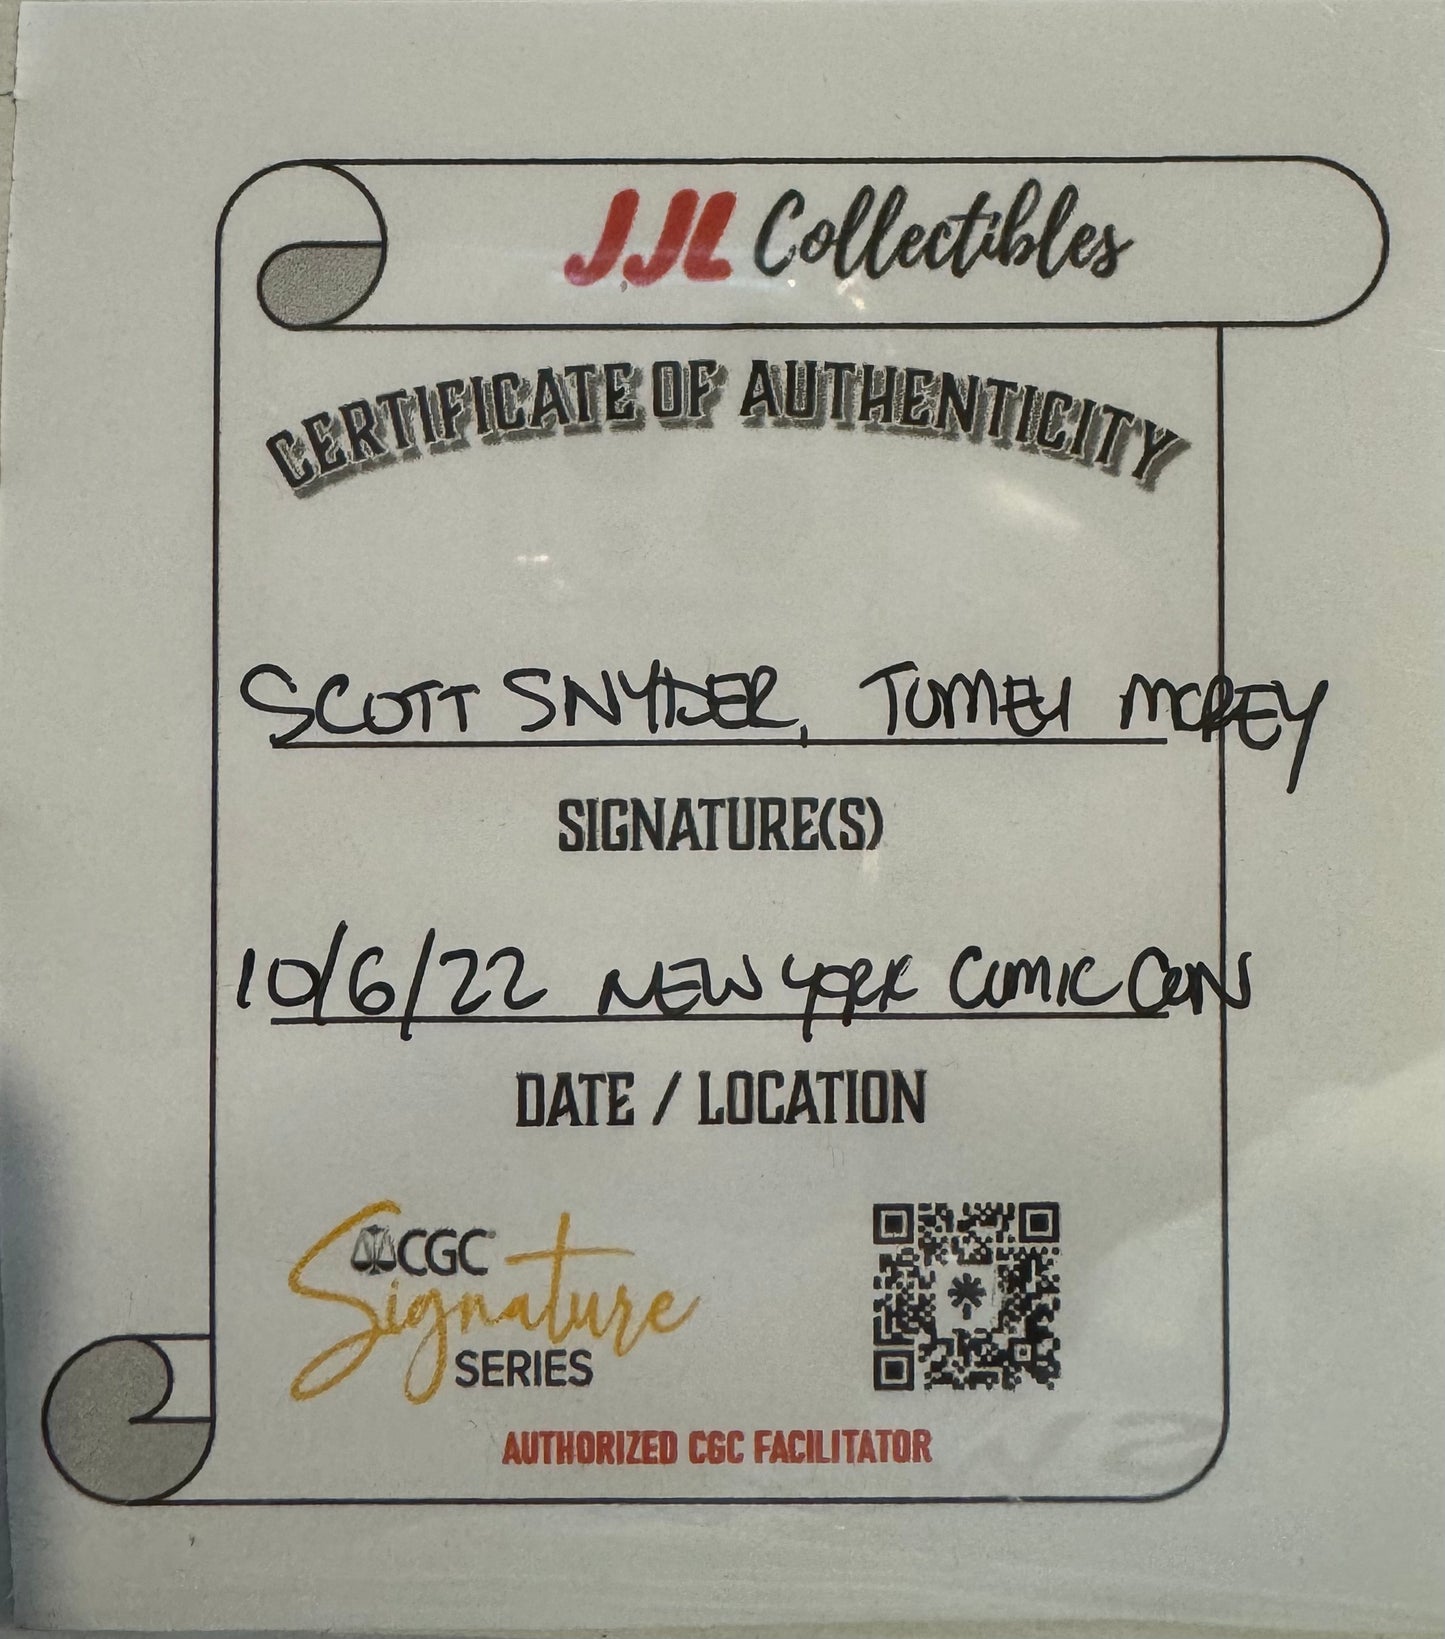 JJL Collectibles
CERTIFICATE OF AUTHENTICITY
SCOTT SNYDER, TOMEU MOREY
SIGNATURE(S)
10/6/22 NEW YORK COMIC CON
DATE / LOCATION
CGC
Signature
SERIES
AUTHORIZED CGC FACILITATOR